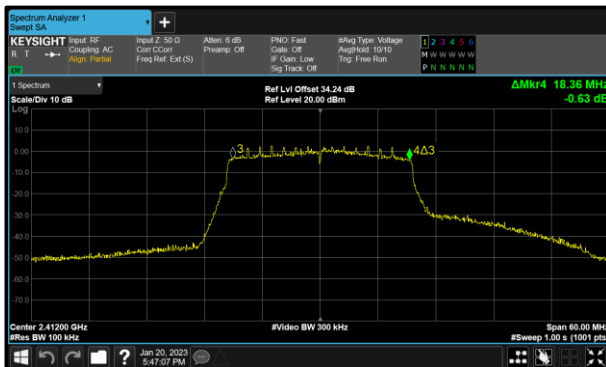 Spectrum Analyzer 1
Swept SA
KEYSIGHT
R T
Input: RF
Coupling: AC
Align: Partial
Input Z: 50 Ω
Corr CCorr
Freq Ref: Ext (S)
Atten: 6 dB
Preamp: Off
PNO: Fast
Gate: Off
IF Gain: Low
Sig Track: Off
#Avg Type: Voltage
Avg|Hold: 10/10
Trig: Free Run
1 2 3 4 5 6
M W W W W W
P N N N N N
1 Spectrum
Scale/Div 10 dB
Ref Lvl Offset 34.24 dB
Ref Level 20.00 dBm
ΔMkr4 18.36 MHz
-0.63 dB
Log
10.0
0.00
-10.0
-20.0
-30.0
-40.0
-50.0
-60.0
-70.0
3
4Δ3
Center 2.41200 GHz
#Res BW 100 kHz
#Video BW 300 kHz
Span 60.00 MHz
#Sweep 1.00 s (1001 pts)
?
Jan 20, 2023
5:47:07 PM